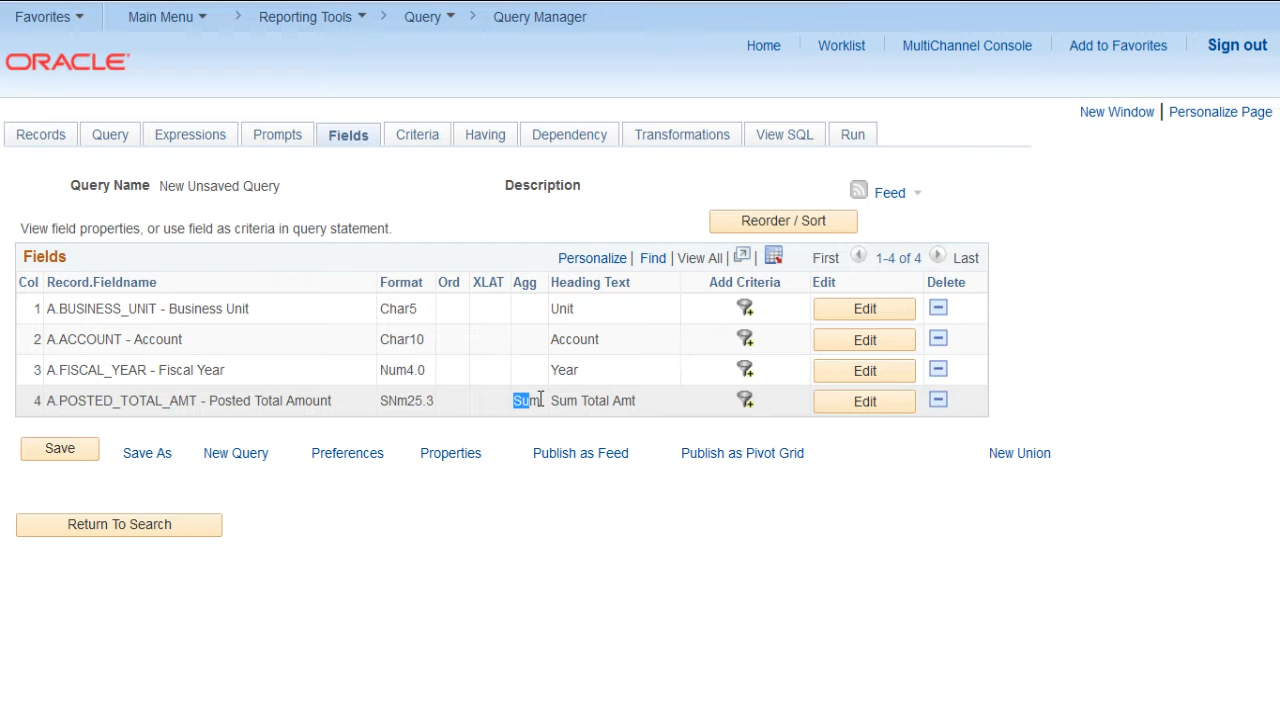 Favorites Main Menu > Reporting Tools > Query > Query Manager
Home Worklist MultiChannel Console Add to Favorites Sign out
ORACLE
New Window | Personalize Page
Records Query Expressions Prompts Fields Criteria Having Dependency Transformations View SQL Run
Query Name New Unsaved Query Description
Feed
View field properties, or use field as criteria in query statement. Reorder / Sort
Fields Personalize | Find | View All | | First 1-4 of 4 Last
Col Record.Fieldname Format Ord XLAT Agg Heading Text Add Criteria Edit Delete
1 A.BUSINESS_UNIT - Business Unit Char5 Unit Edit
2 A.ACCOUNT - Account Char10 Account Edit
3 A.FISCAL_YEAR - Fiscal Year Num4.0 Year Edit
4 A.POSTED_TOTAL_AMT - Posted Total Amount SNm25.3 Sum Sum Total Amt Edit
Save Save As New Query Preferences Properties Publish as Feed Publish as Pivot Grid New Union
Return To Search